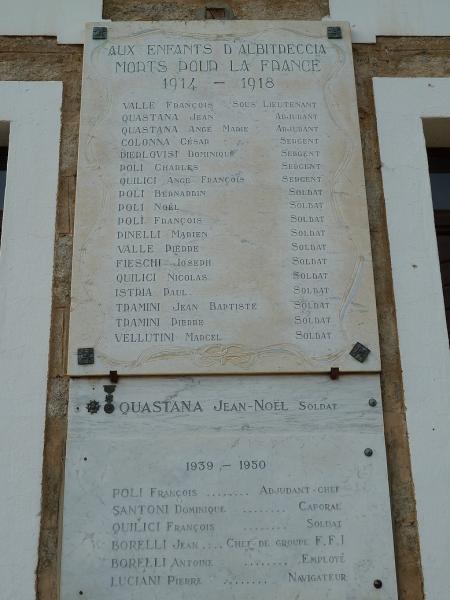 AUX ENFANTS D'ALBITRECCIA
MORTS POUR LA FRANCE
1914 – 1918
VALLE FRANÇOIS SOUS LIEUTENANT
QUASTANA JEAN ADJUDANT
QUASTANA ANGE MARIE ADJUDANT
COLONNA CÉSAR SERGENT
PIERLOVISI DOMINIQUE SERGENT
POLI CHARLES SERGENT
QUILICI ANGE FRANÇOIS SERGENT
POLI BERNARDIN SOLDAT
POLI NOËL SOLDAT
POLI FRANÇOIS SOLDAT
DINELLI MARIEN SOLDAT
VALLE PIERRE SOLDAT
FIESCHI JOSEPH SOLDAT
QUILICI NICOLAS SOLDAT
ISTRIA PAUL SOLDAT
TRAMINI JEAN BAPTISTE SOLDAT
TRAMINI PIERRE SOLDAT
VELLUTINI MARCEL SOLDAT
QUASTANA JEAN-NOËL SOLDAT
1939 – 1950
POLI FRANÇOIS ........ ADJUDANT-CHEF
SANTONI DOMINIQUE ........ CAPORAL
QUILICI FRANÇOIS ........ SOLDAT
BORELLI JEAN .... CHEF DE GROUPE F.F.I
BORELLI ANTOINE ........ EMPLOYÉ
LUCIANI PIERRE ........ NAVIGATEUR